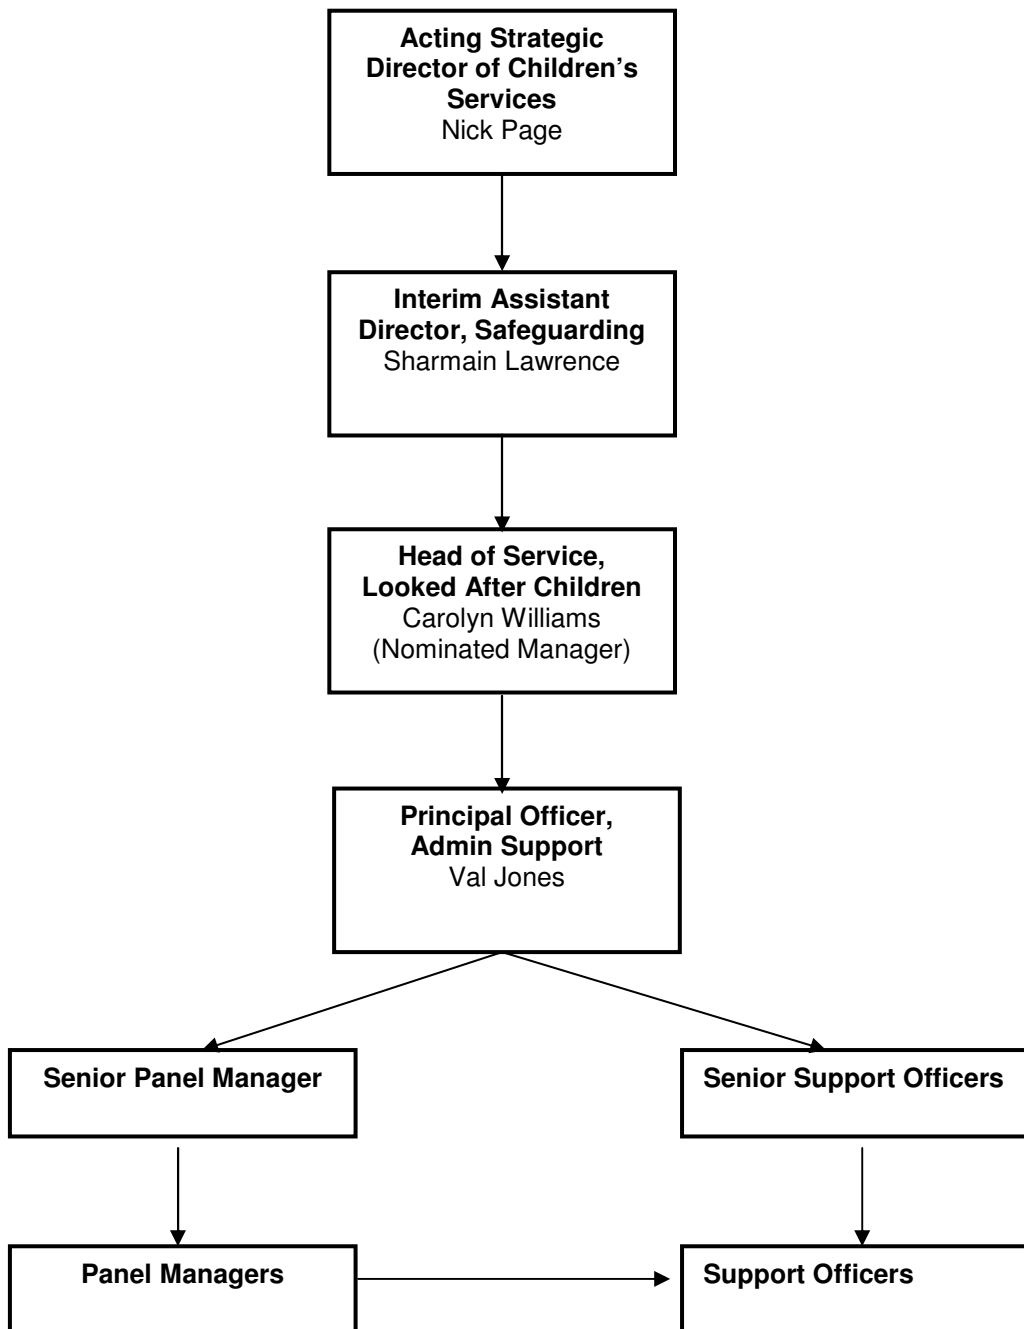 Acting Strategic
Director of Children's
Services
Nick Page
Interim Assistant
Director, Safeguarding
Sharmain Lawrence
Head of Service,
Looked After Children
Carolyn Williams
(Nominated Manager)
Principal Officer,
Admin Support
Val Jones
Senior Panel Manager
Senior Support Officers
Panel Managers
Support Officers